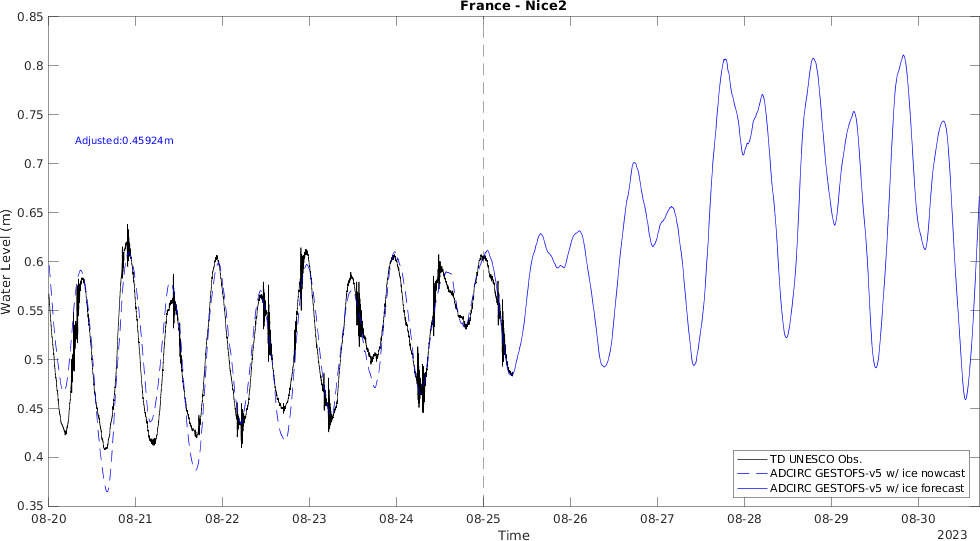 France - Nice2
0.85
0.8
0.75
0.7
0.65
0.6
0.55
0.5
0.45
0.4
0.35
Water Level (m)
Adjusted:0.45924m
TD UNESCO Obs.
ADCIRC GESTOFS-v5 w/ ice nowcast
ADCIRC GESTOFS-v5 w/ ice forecast
08-20 08-21 08-22 08-23 08-24 08-25 08-26 08-27 08-28 08-29 08-30
Time
2023